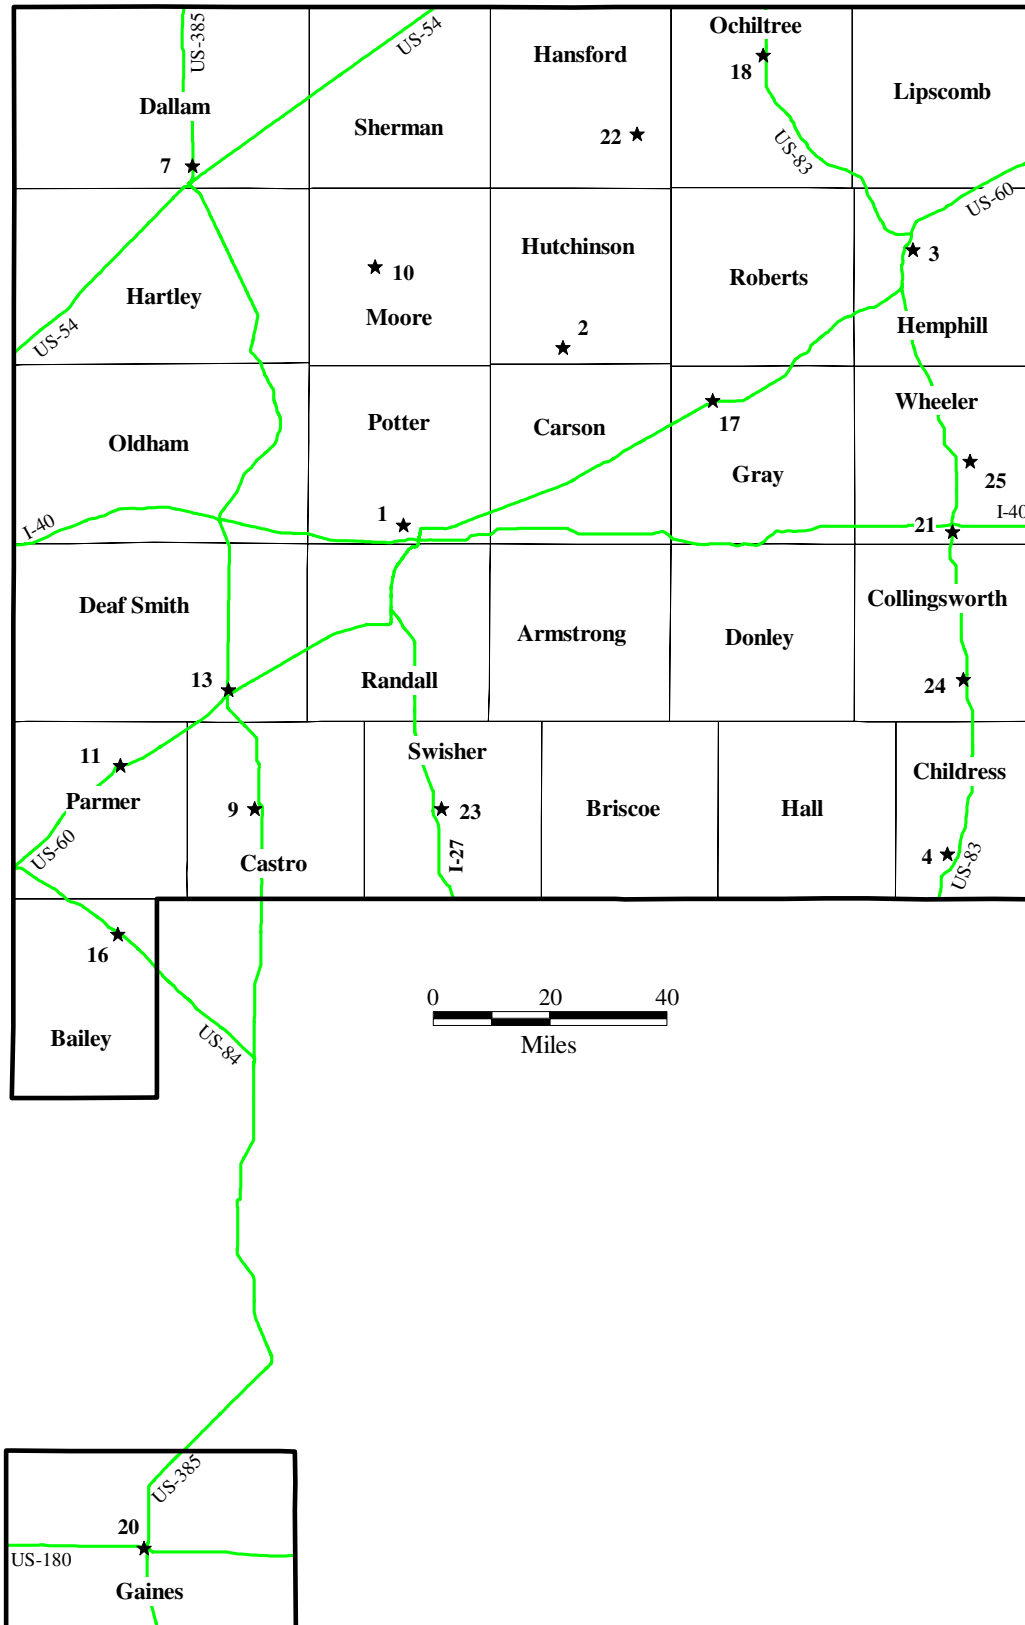 Ochiltree
US-385
US-54
Hansford
18
Lipscomb
Dallam
Sherman
22
7
US-83
US-60
Hutchinson
3
10
Roberts
Hartley
Moore
2
Hemphill
US-54
Wheeler
Potter
Carson
17
Oldham
Gray
25
I-40
1
21
I-40
Deaf Smith
Collingsworth
Armstrong
Donley
13
Randall
24
11
Swisher
Childress
Parmer
9
23
Briscoe
Hall
US-60
Castro
I-27
4
US-83
16
0 20 40
Miles
Bailey
US-84
US-385
20
US-180
Gaines